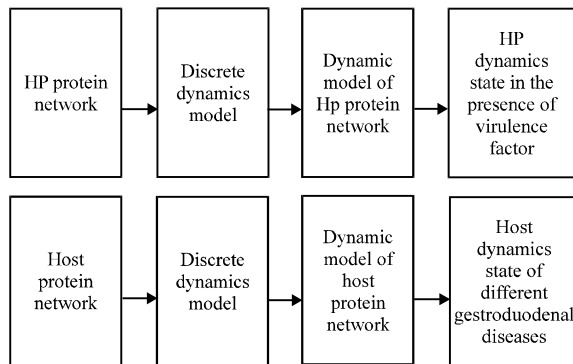 HP protein
network
Discrete
dynamics
model
Dynamic
model of
Hp protein
network
HP
dynamics
state in the
presence of
virulence
factor
Host
protein
network
Discrete
dynamics
model
Dynamic
model of
host
protein
network
Host
dynamics
state of
different
gestroduodenal
diseases